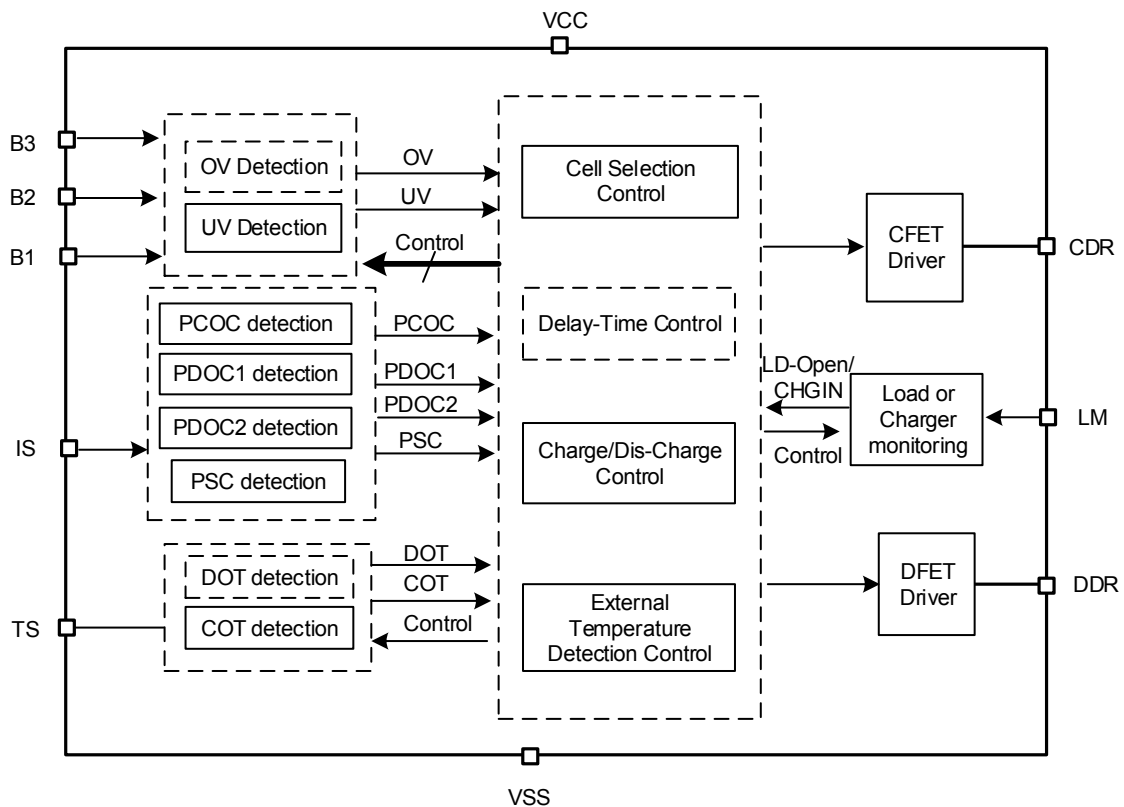 VCC
B3
B2
B1
IS
TS
OV Detection
UV Detection
OV
UV
Control
PCOC detection
PDOC1 detection
PDOC2 detection
PSC detection
PCOC
PDOC1
PDOC2
PSC
DOT detection
COT detection
DOT
COT
Control
Cell Selection
Control
Delay-Time Control
Charge/Dis-Charge
Control
External
Temperature
Detection Control
CFET
Driver
CDR
LD-Open/
CHGIN
Control
Load or
Charger
monitoring
LM
DFET
Driver
DDR
VSS